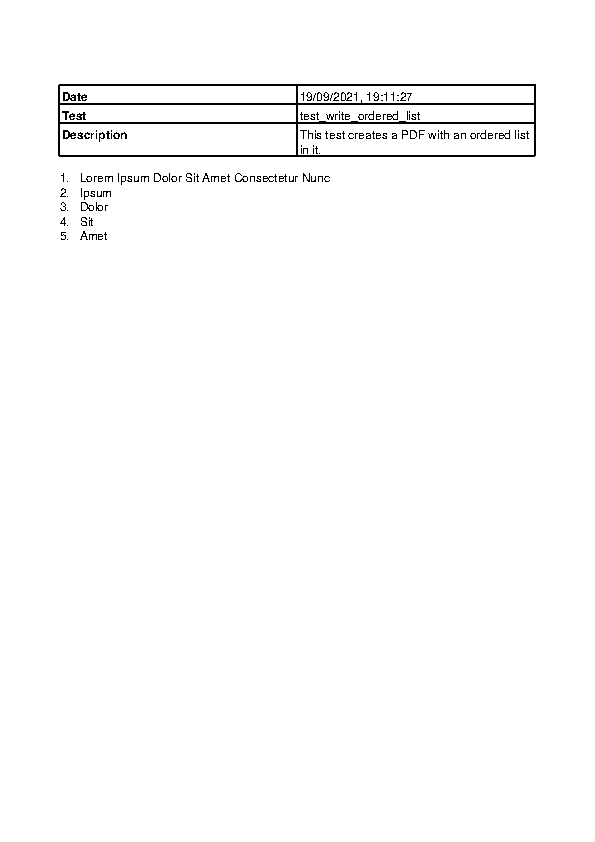 Date 19/09/2021, 19:11:27
Test test_write_ordered_list
Description This test creates a PDF with an ordered list
in it.
1. Lorem Ipsum Dolor Sit Amet Consectetur Nunc
2. Ipsum
3. Dolor
4. Sit
5. Amet